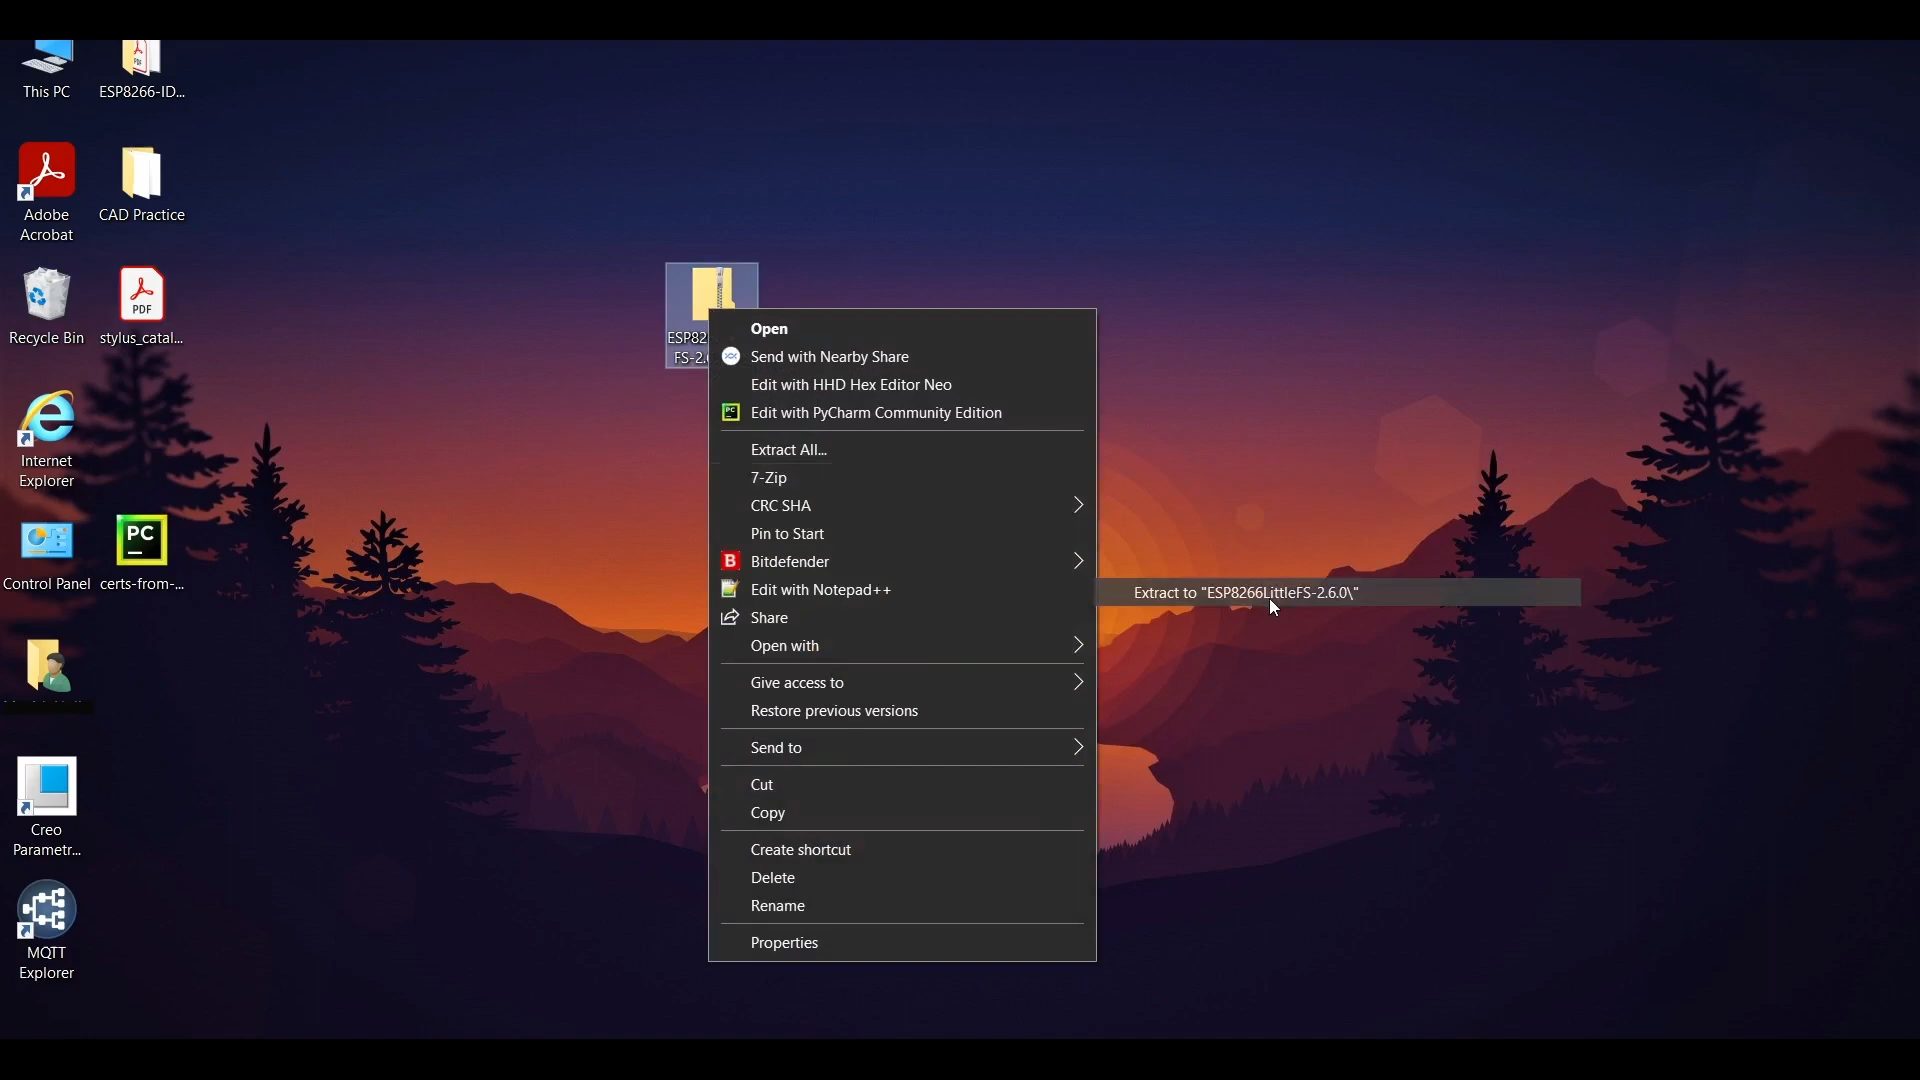 This PC
ESP8266-ID...
Adobe
Acrobat
CAD Practice
Recycle Bin
stylus_catal...
PDF
PDF
Internet
Explorer
Control Panel
PC
certs-from-...
Creo
Parametr...
MQTT
Explorer
ESP82
FS-2.
Open
Send with Nearby Share
Edit with HHD Hex Editor Neo
PC
Edit with PyCharm Community Edition
Extract All...
7-Zip
CRC SHA
Pin to Start
B
Bitdefender
Edit with Notepad++
Share
Open with
Give access to
Restore previous versions
Send to
Cut
Copy
Create shortcut
Delete
Rename
Properties
Extract to "ESP8266LittleFS-2.6.0\"